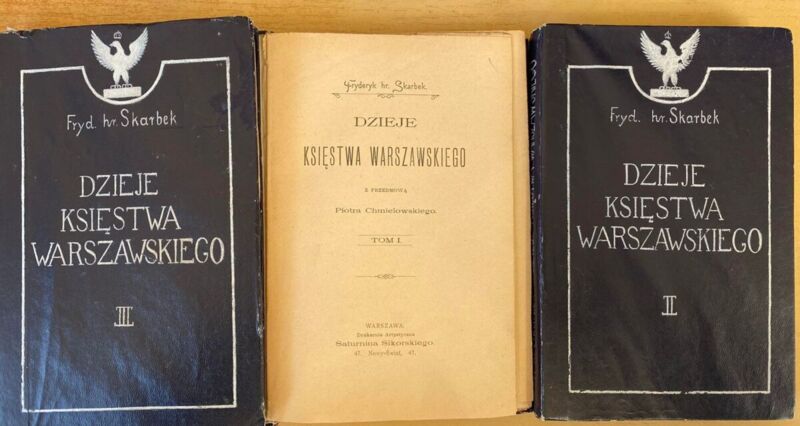 Fryd. hr. Skarbek
DZIEJE
KSIĘSTWA
WARSZAWSKIEGO
III
Fryderyk hr. Skarbek.
DZIEJE
KSIĘSTWA WARSZAWSKIEGO
Z PRZEDMOWĄ
Piotra Chmielowskiego.
TOM I.
WARSZAWA.
Drukarnia Artystyczna
Saturnina Sikorskiego.
47. Nowy-Świat, 47.
Fryd. hr. Skarbek
DZIEJE
KSIĘSTWA
WARSZAWSKIEGO
II